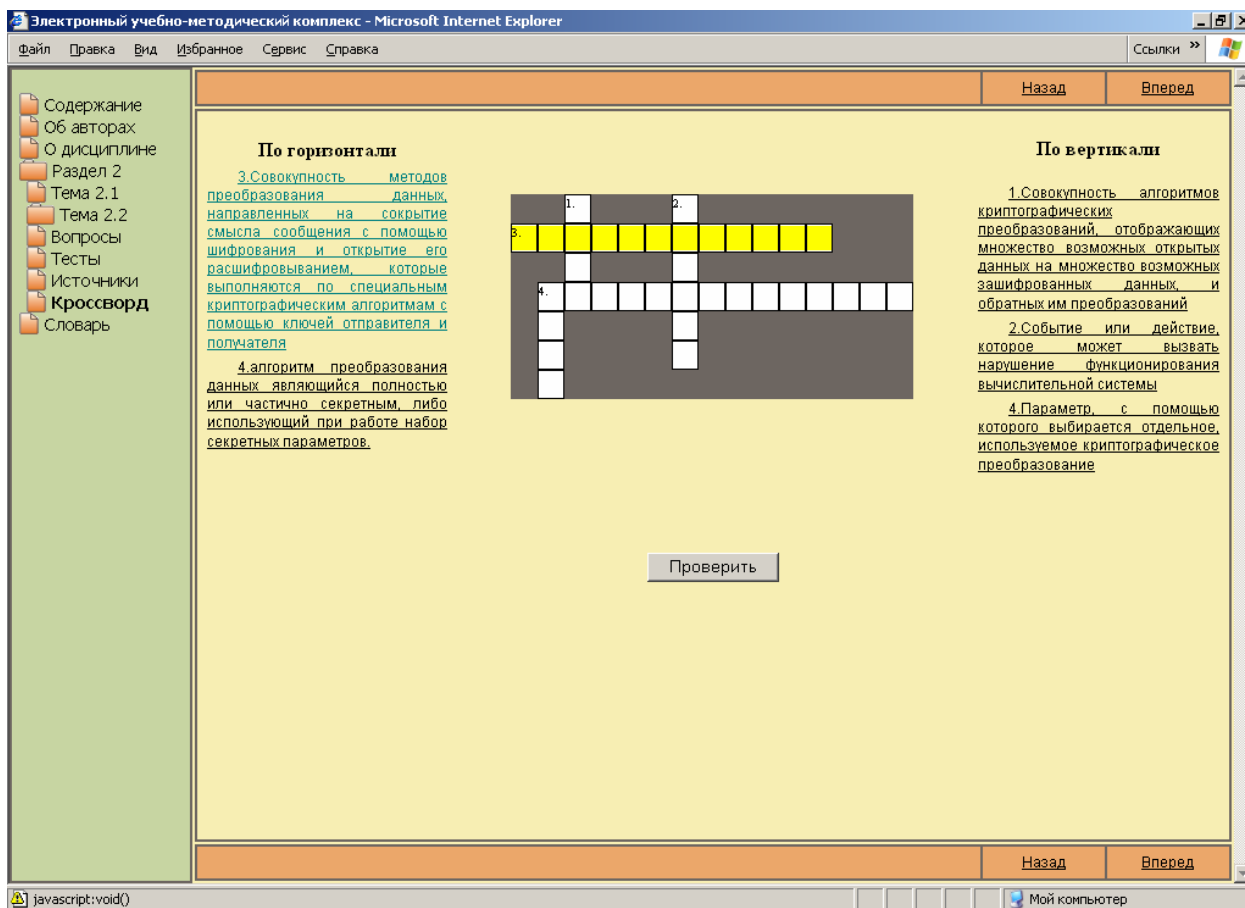 Электронный учебно-методический комплекс - Microsoft Internet Explorer
Файл Правка Вид Избранное Сервис Справка Ссылки »
Содержание
Об авторах
О дисциплине
Раздел 2
Тема 2.1
Тема 2.2
Вопросы
Тесты
Источники
Кроссворд
Словарь
Назад Вперед
По горизонтали
3.Совокупность методов
преобразования данных,
направленных на сокрытие
смысла сообщения с помощью
шифрования и открытие его
расшифровыванием, которые
выполняются по специальным
криптографическим алгоритмам с
помощью ключей отправителя и
получателя
4.алгоритм преобразования
данных являющийся полностью
или частично секретным, либо
использующий при работе набор
секретных параметров.
1. 2.
3.
4.
Проверить
По вертикали
1.Совокупность алгоритмов
криптографических
преобразований, отображающих
множество возможных открытых
данных на множество возможных
зашифрованных данных, и
обратных им преобразований
2.Событие или действие,
которое может вызвать
нарушение функционирования
вычислительной системы
4.Параметр, с помощью
которого выбирается отдельное,
используемое криптографическое
преобразование
Назад Вперед
javascript:void() Мой компьютер